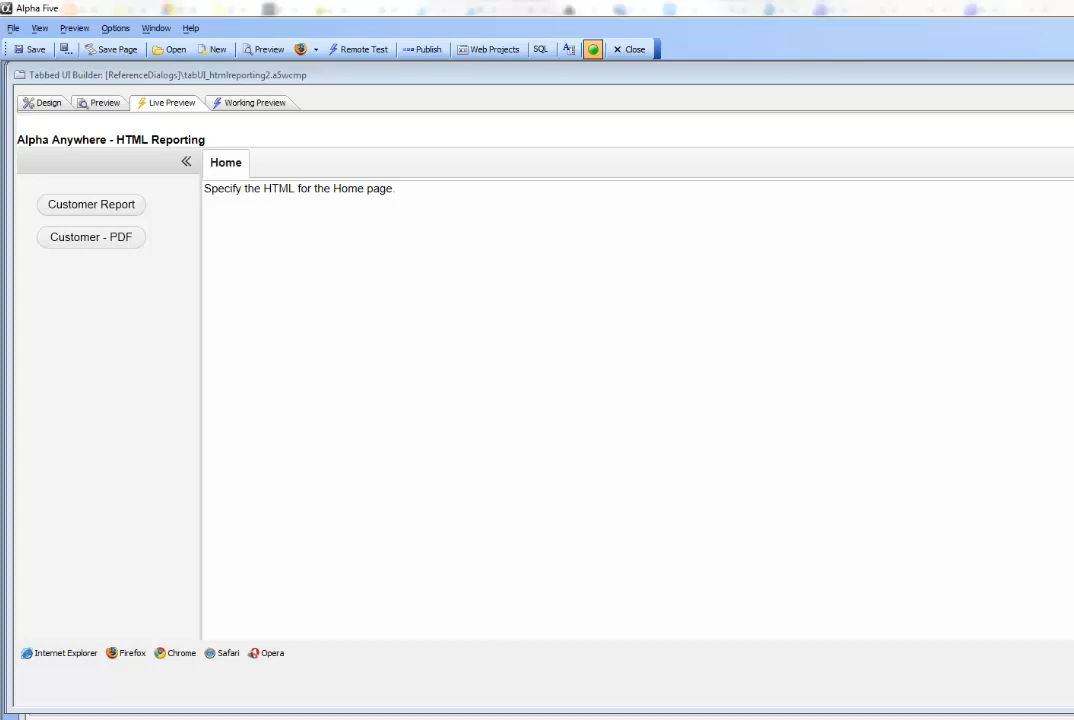 Alpha Five
File View Preview Options Window Help
Save Save Page Open New Preview Remote Test Publish Web Projects SQL Close
Tabbed UI Builder: [ReferenceDialogs]\tabUI_htmlreporting2.a5wcmp
Design Preview Live Preview Working Preview
Alpha Anywhere - HTML Reporting
Home
Specify the HTML for the Home page.
Customer Report
Customer - PDF
Internet Explorer Firefox Chrome Safari Opera